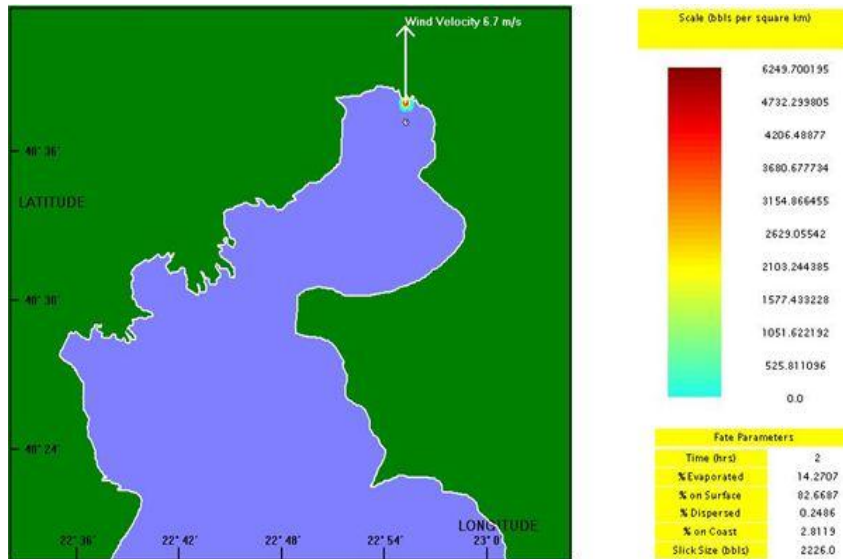 Wind Velocity 6.7 m/s
40° 36'
LATITUDE
40° 30'
40° 24'
LONGITUDE
22° 36' 22° 42' 22° 48' 22° 54' 23° 0'
Scale (bbls per square km)
6249.700195
4732.299805
4206.48877
3680.677734
3154.866455
2629.05542
2103.244385
1577.433228
1051.622192
525.811096
0.0
Fate Parameters
Time (hrs) 2
% Evaporated 14.2707
% on Surface 82.6687
% Dispersed 0.2486
% on Coast 2.8119
Slick Size (bbls) 2226.0